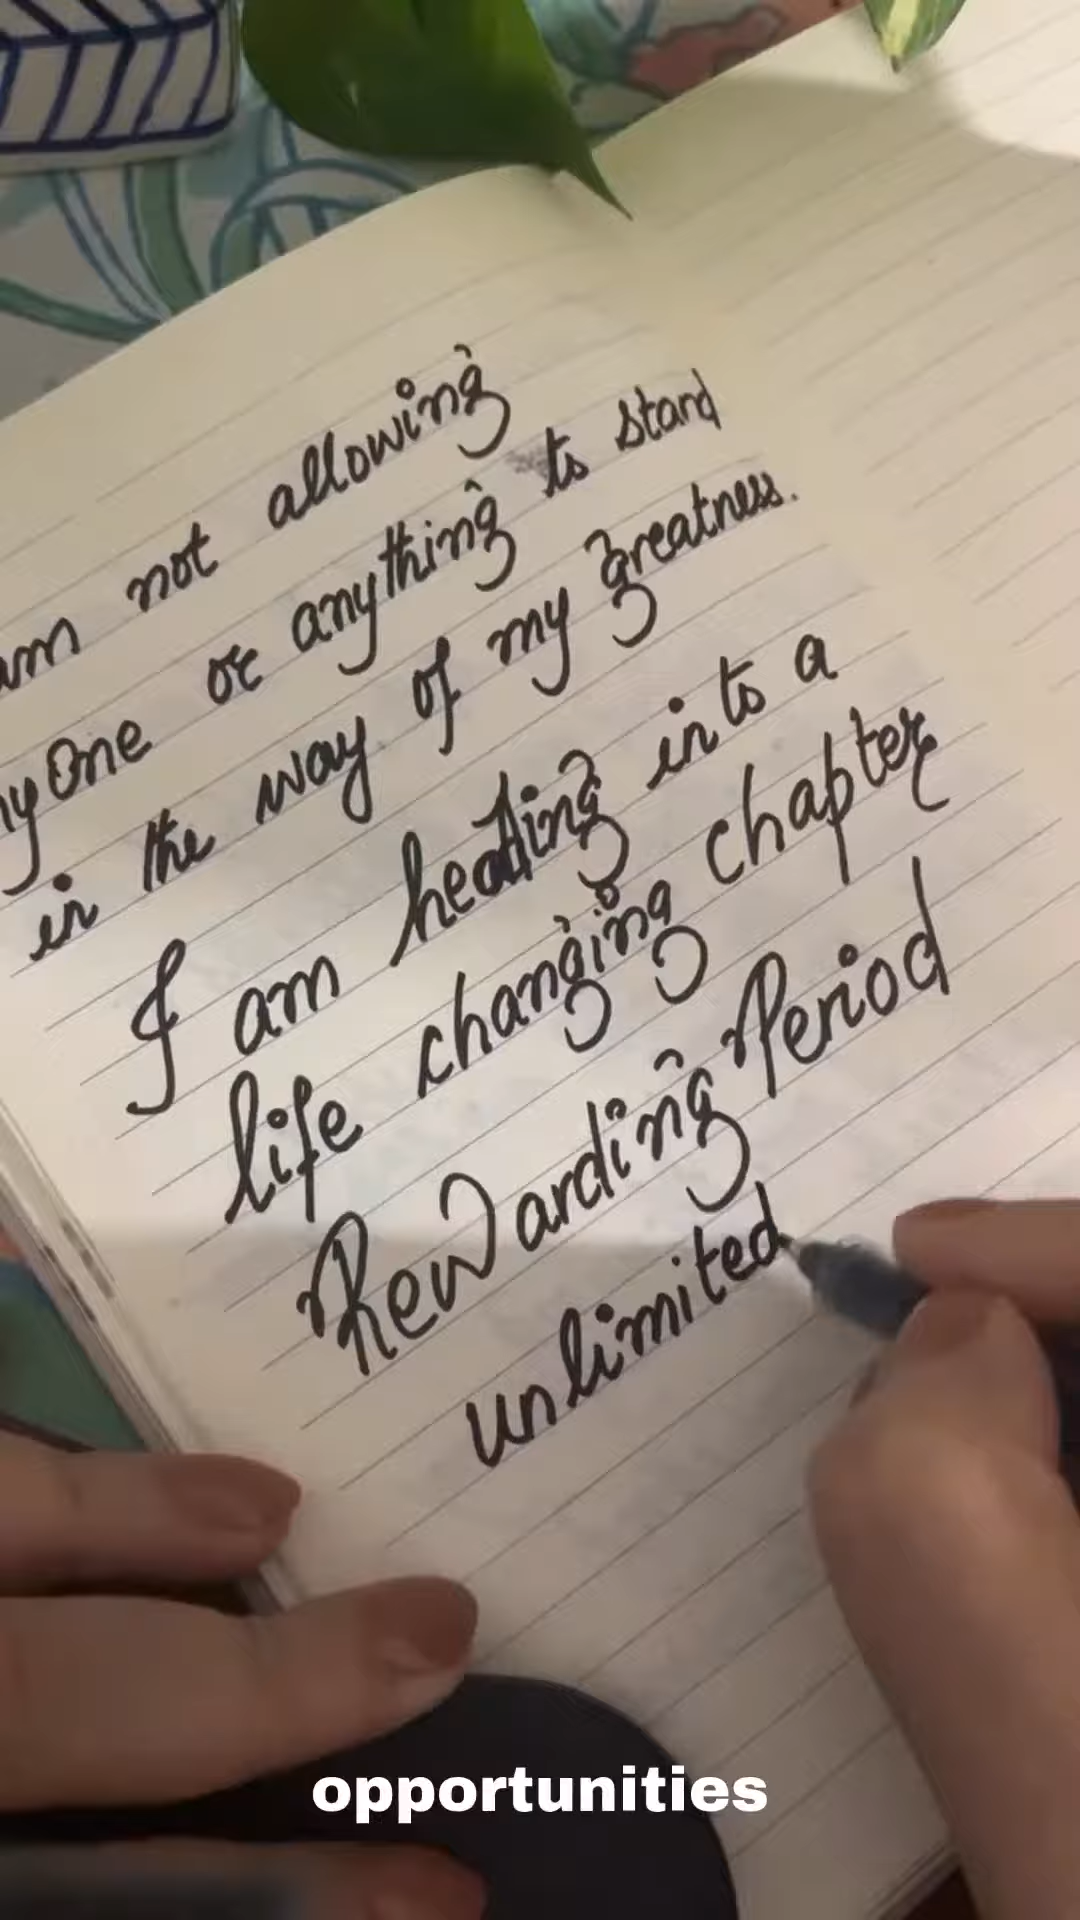 am not allowing
nyone or anything to stand
in the way of my greatness.
I am heading into a
life changing chapter
Rewarding Period
unlimited
opportunities